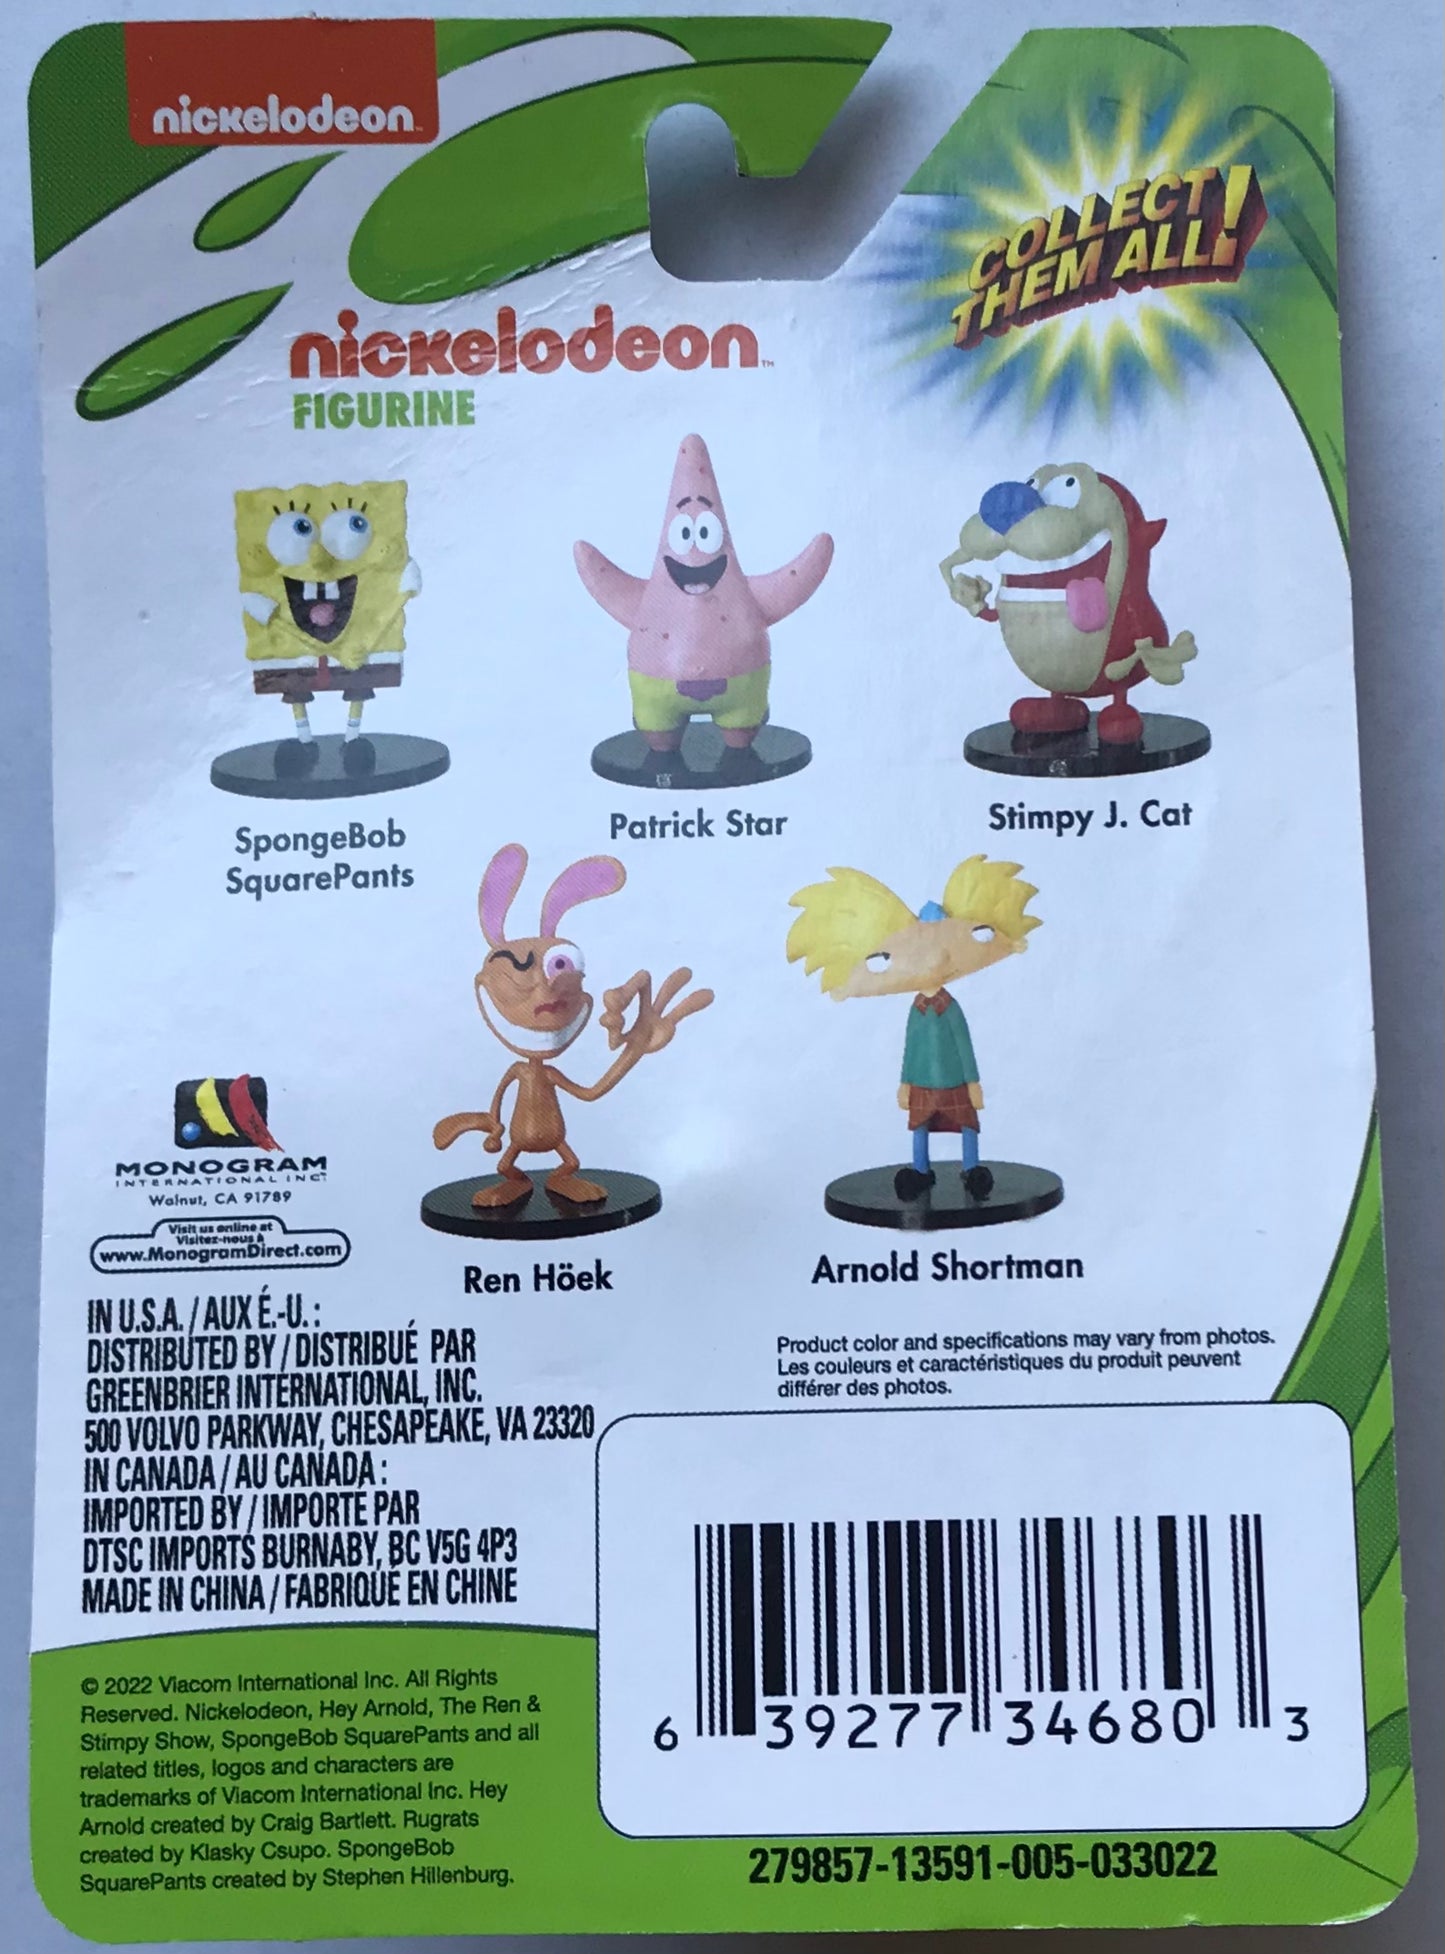 nickelodeon™
COLLECT
THEM ALL!
nickelodeon™
FIGURINE
SpongeBob
SquarePants
Patrick Star
Stimpy J. Cat
Ren Höek
Arnold Shortman
MONOGRAM
INTERNATIONAL INC.
Walnut, CA 91789
Visit us online at
Visitez-nous à
www.MonogramDirect.com
IN U.S.A. / AUX É.-U. :
DISTRIBUTED BY / DISTRIBUÉ PAR
GREENBRIER INTERNATIONAL, INC.
500 VOLVO PARKWAY, CHESAPEAKE, VA 23320
IN CANADA / AU CANADA :
IMPORTED BY / IMPORTÉ PAR
DTSC IMPORTS BURNABY, BC V5G 4P3
MADE IN CHINA / FABRIQUÉ EN CHINE
Product color and specifications may vary from photos.
Les couleurs et caractéristiques du produit peuvent
différer des photos.
© 2022 Viacom International Inc. All Rights
Reserved. Nickelodeon, Hey Arnold, The Ren &
Stimpy Show, SpongeBob SquarePants and all
related titles, logos and characters are
trademarks of Viacom International Inc. Hey
Arnold created by Craig Bartlett. Rugrats
created by Klasky Csupo. SpongeBob
SquarePants created by Stephen Hillenburg.
6 39277 34680 3
279857-13591-005-033022